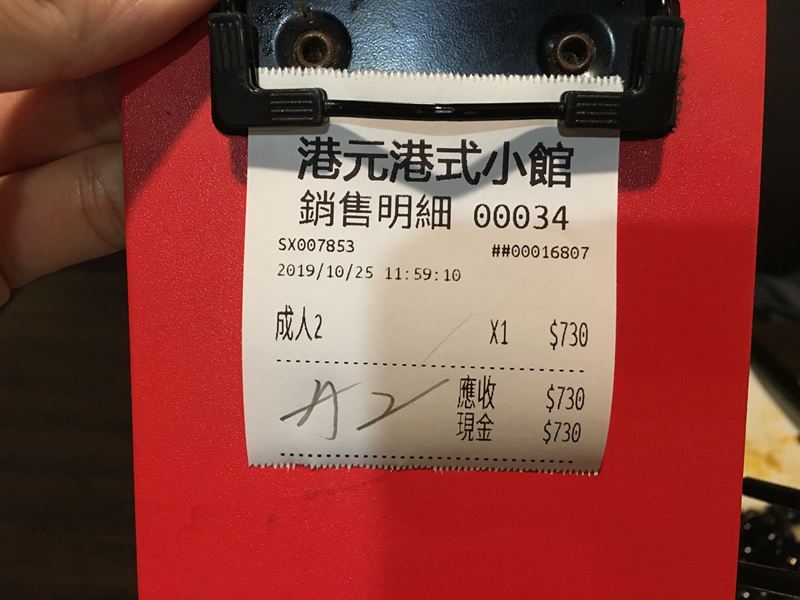 港元港式小館
銷售明細 00034
SX007853 ##00016807
2019/10/25 11:59:10
成人2 X1 $730
應收 $730
現金 $730